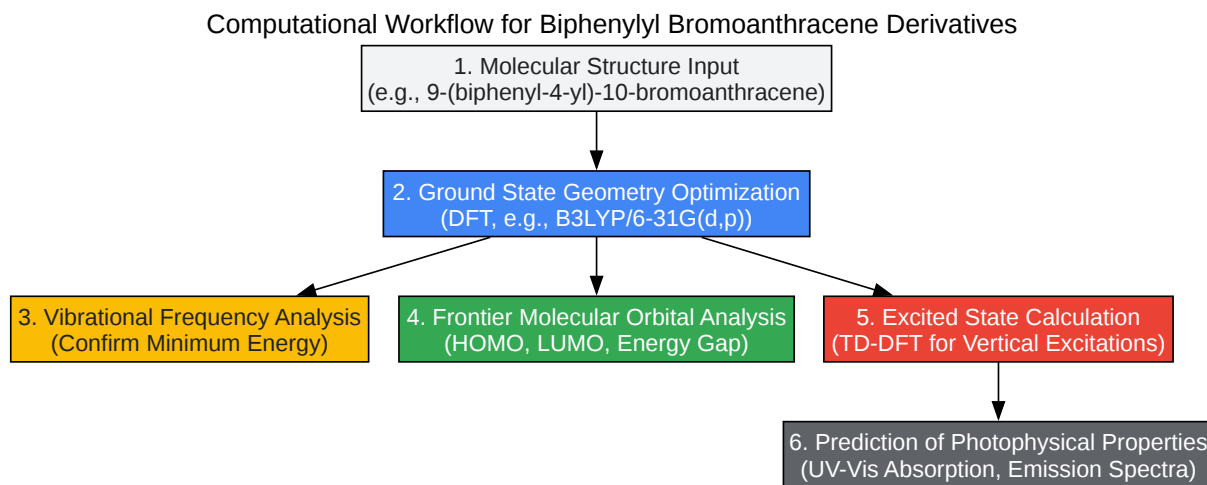 Computational Workflow for Biphenylyl Bromoanthracene Derivatives
1. Molecular Structure Input
(e.g., 9-(biphenyl-4-yl)-10-bromoanthracene)
2. Ground State Geometry Optimization
(DFT, e.g., B3LYP/6-31G(d,p))
3. Vibrational Frequency Analysis
(Confirm Minimum Energy)
4. Frontier Molecular Orbital Analysis
(HOMO, LUMO, Energy Gap)
5. Excited State Calculation
(TD-DFT for Vertical Excitations)
6. Prediction of Photophysical Properties
(UV-Vis Absorption, Emission Spectra)